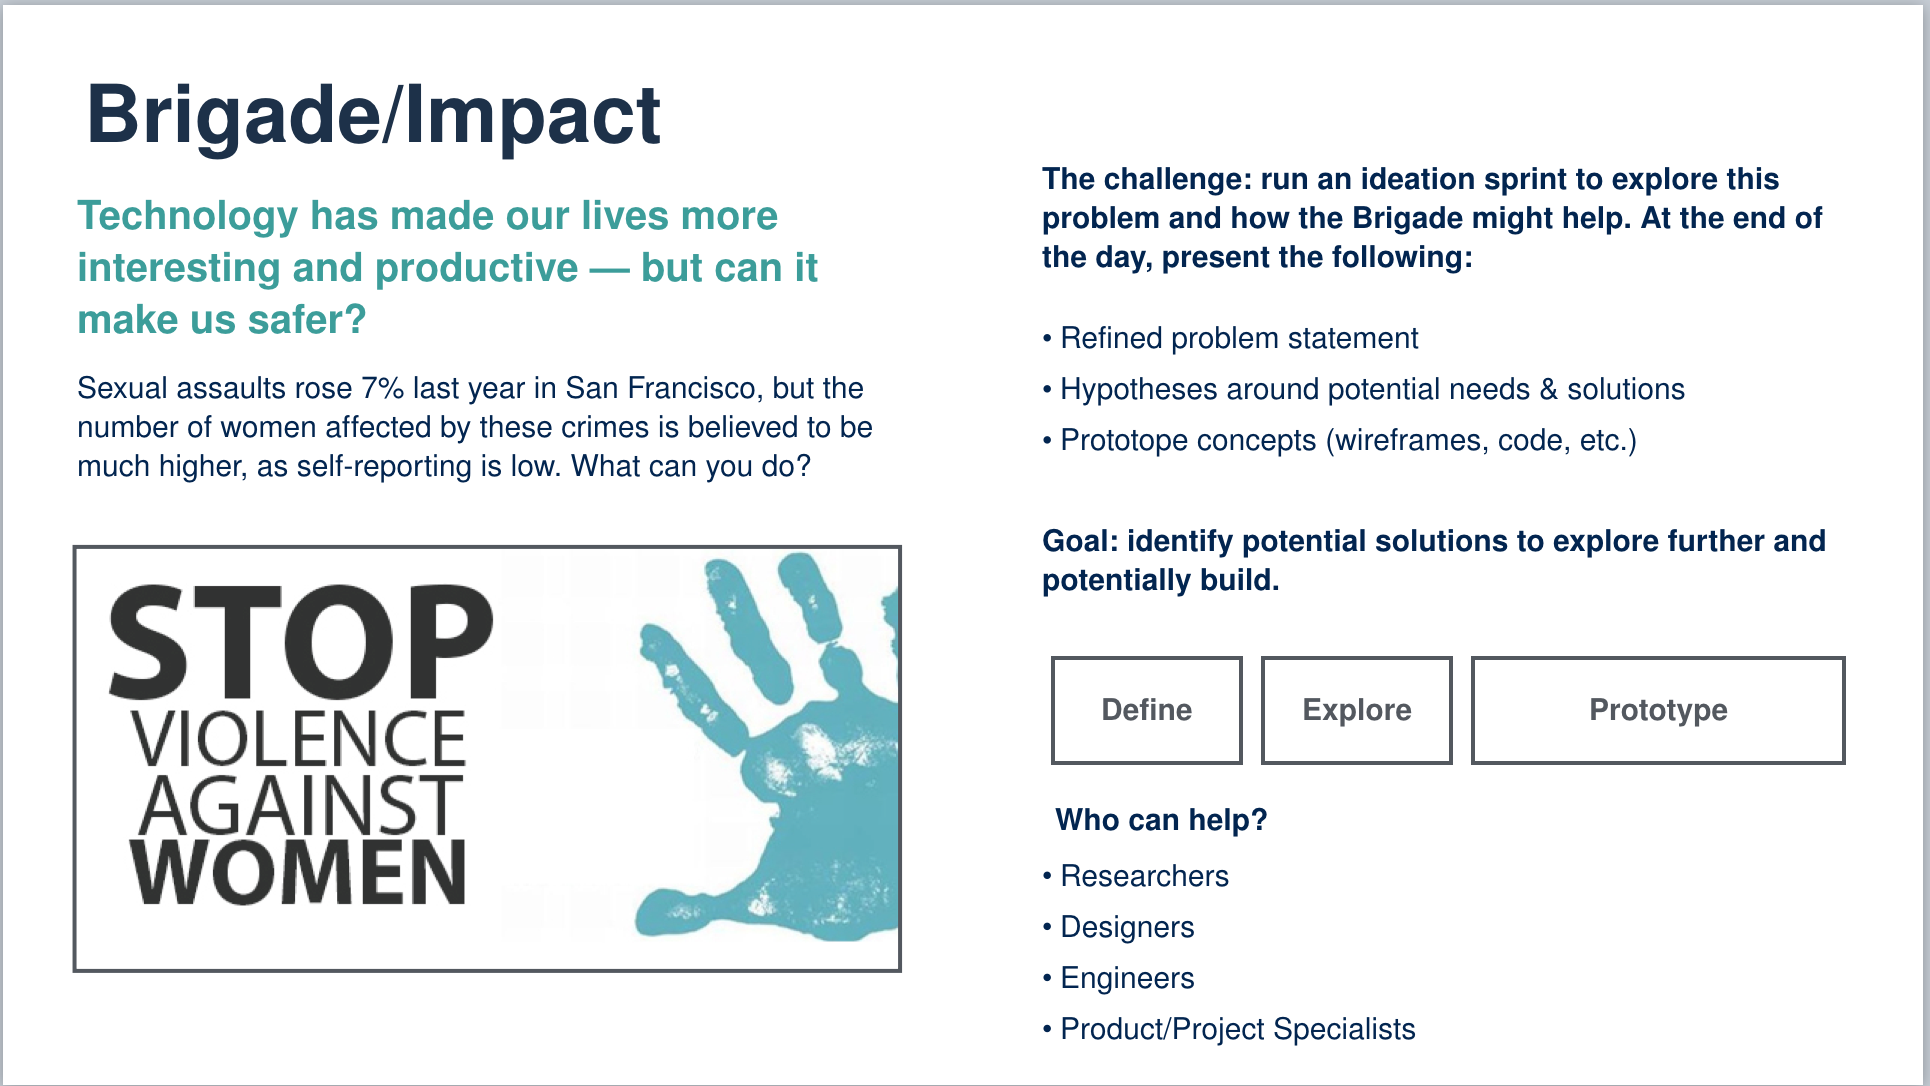 Brigade/Impact
Technology has made our lives more
interesting and productive — but can it
make us safer?
Sexual assaults rose 7% last year in San Francisco, but the
number of women affected by these crimes is believed to be
much higher, as self-reporting is low. What can you do?
STOP
VIOLENCE
AGAINST
WOMEN
The challenge: run an ideation sprint to explore this
problem and how the Brigade might help. At the end of
the day, present the following:
• Refined problem statement
• Hypotheses around potential needs & solutions
• Prototope concepts (wireframes, code, etc.)
Goal: identify potential solutions to explore further and
potentially build.
Define Explore Prototype
Who can help?
• Researchers
• Designers
• Engineers
• Product/Project Specialists